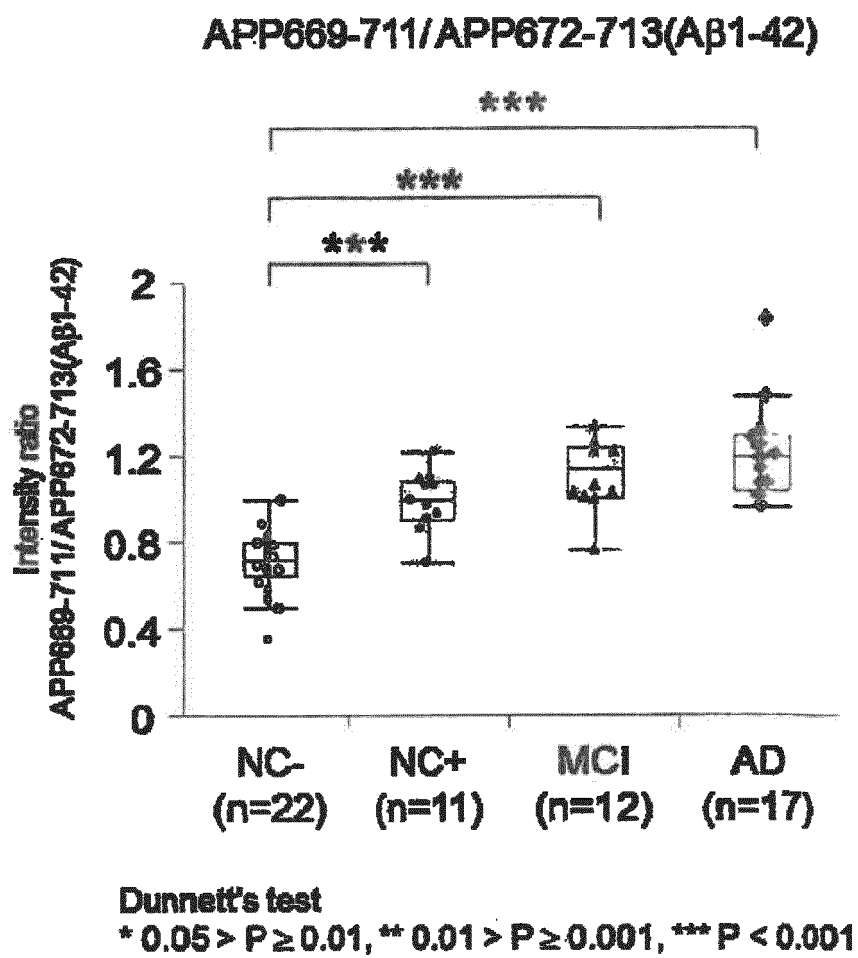 APP669-711/APP672-713(Aβ1-42)
***
***
***
Intensity ratio
APP669-711/APP672-713(Aβ1-42)
2
1.6
1.2
0.8
0.4
0
NC- NC+ MCI AD
(n=22) (n=11) (n=12) (n=17)
Dunnett's test
* 0.05 > P ≥ 0.01, ** 0.01 > P ≥ 0.001, *** P < 0.001